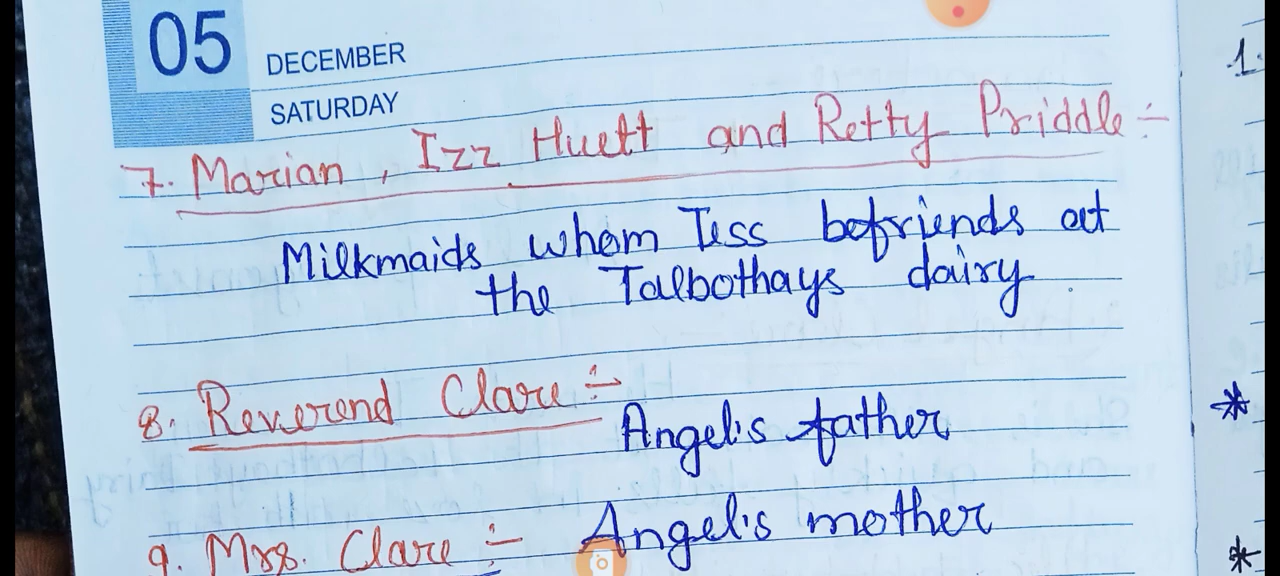 05
DECEMBER
SATURDAY
7. Marian, Izz Huett and Retty Priddle :-
Milkmaids whom Tess befriends at
the Talbothays dairy.
8. Reverend Clare :-
Angel's father
9. Mrs. Clare :- Angel's mother
1.
*
*